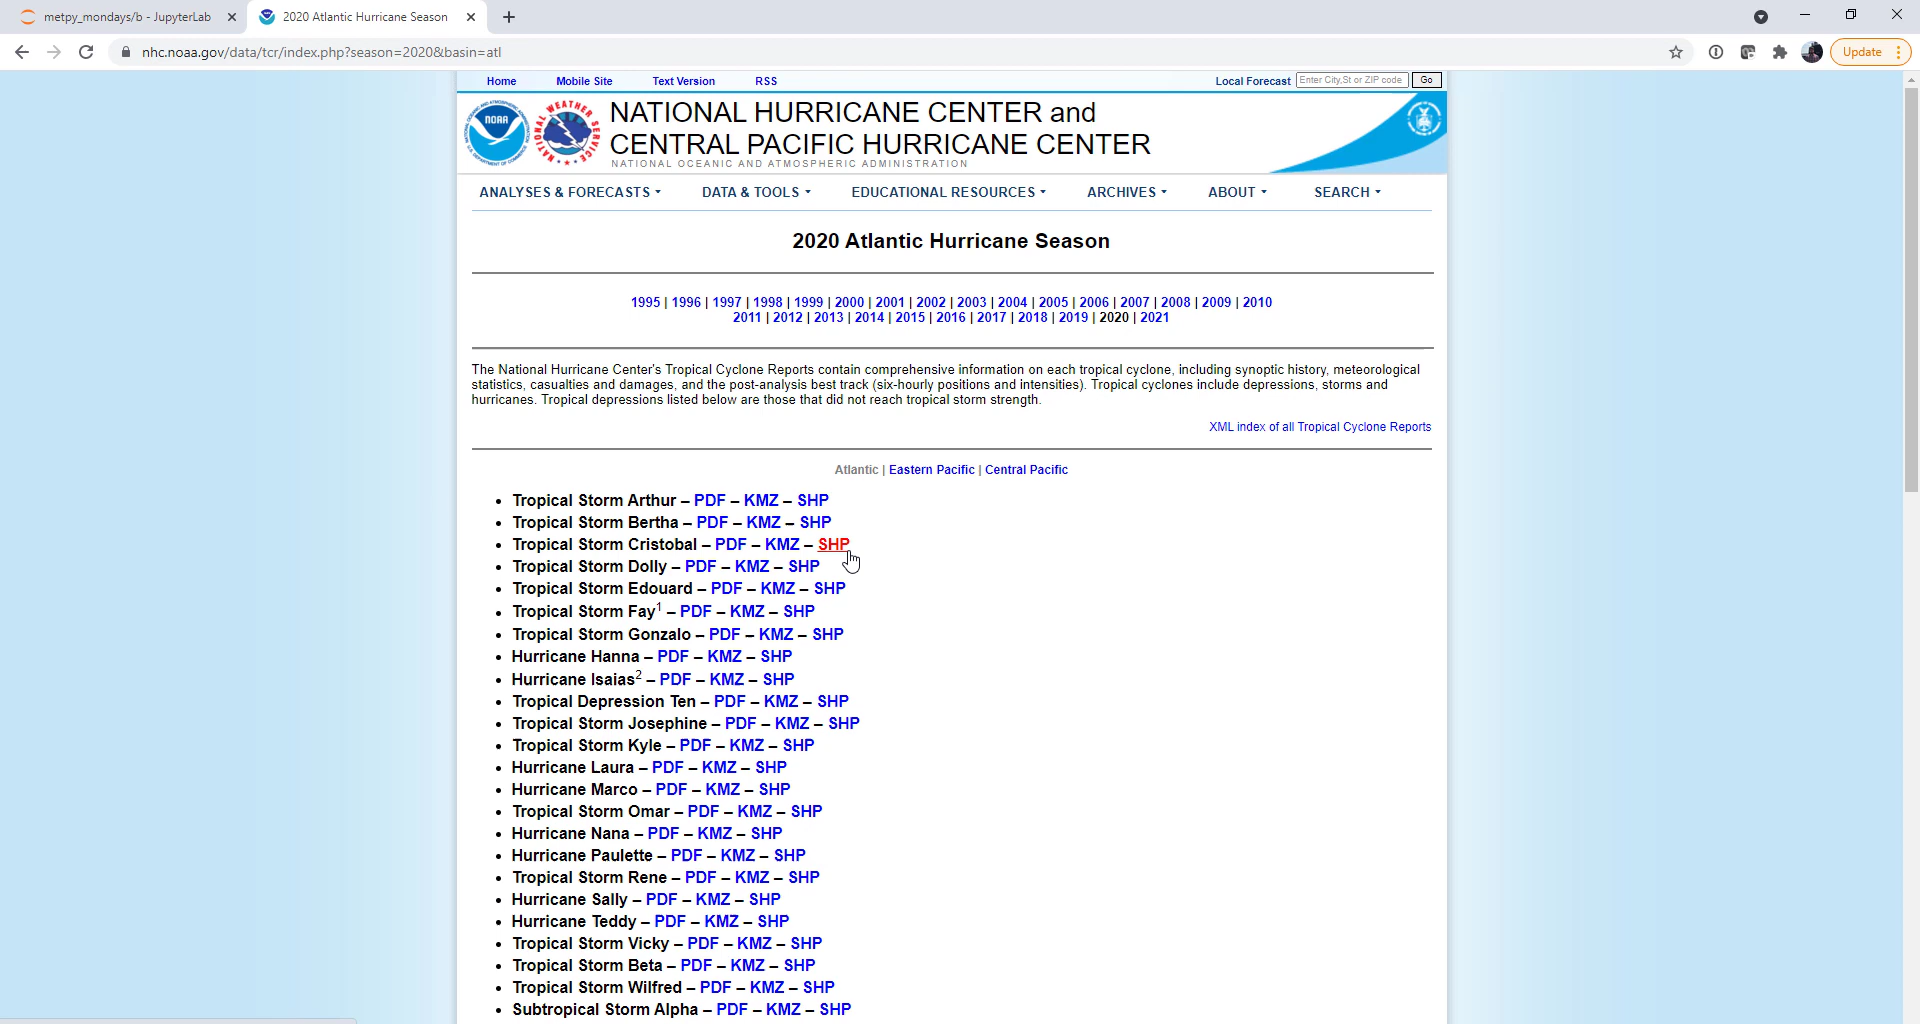 metpy_mondays/b - JupyterLab
2020 Atlantic Hurricane Season
Update
nhc.noaa.gov/data/tcr/index.php?season=2020&basin=atl
Home Mobile Site Text Version RSS
Local Forecast Enter City,St or ZIP code Go
NOAA
NATIONAL HURRICANE CENTER and
CENTRAL PACIFIC HURRICANE CENTER
NATIONAL OCEANIC AND ATMOSPHERIC ADMINISTRATION
ANALYSES & FORECASTS DATA & TOOLS EDUCATIONAL RESOURCES ARCHIVES ABOUT SEARCH
2020 Atlantic Hurricane Season
1995 | 1996 | 1997 | 1998 | 1999 | 2000 | 2001 | 2002 | 2003 | 2004 | 2005 | 2006 | 2007 | 2008 | 2009 | 2010
2011 | 2012 | 2013 | 2014 | 2015 | 2016 | 2017 | 2018 | 2019 | 2020 | 2021
The National Hurricane Center's Tropical Cyclone Reports contain comprehensive information on each tropical cyclone, including synoptic history, meteorological
statistics, casualties and damages, and the post-analysis best track (six-hourly positions and intensities). Tropical cyclones include depressions, storms and
hurricanes. Tropical depressions listed below are those that did not reach tropical storm strength.
XML index of all Tropical Cyclone Reports
Atlantic | Eastern Pacific | Central Pacific
• Tropical Storm Arthur – PDF – KMZ – SHP
• Tropical Storm Bertha – PDF – KMZ – SHP
• Tropical Storm Cristobal – PDF – KMZ – SHP
• Tropical Storm Dolly – PDF – KMZ – SHP
• Tropical Storm Edouard – PDF – KMZ – SHP
• Tropical Storm Fay1 – PDF – KMZ – SHP
• Tropical Storm Gonzalo – PDF – KMZ – SHP
• Hurricane Hanna – PDF – KMZ – SHP
• Hurricane Isaias2 – PDF – KMZ – SHP
• Tropical Depression Ten – PDF – KMZ – SHP
• Tropical Storm Josephine – PDF – KMZ – SHP
• Tropical Storm Kyle – PDF – KMZ – SHP
• Hurricane Laura – PDF – KMZ – SHP
• Hurricane Marco – PDF – KMZ – SHP
• Tropical Storm Omar – PDF – KMZ – SHP
• Hurricane Nana – PDF – KMZ – SHP
• Hurricane Paulette – PDF – KMZ – SHP
• Tropical Storm Rene – PDF – KMZ – SHP
• Hurricane Sally – PDF – KMZ – SHP
• Hurricane Teddy – PDF – KMZ – SHP
• Tropical Storm Vicky – PDF – KMZ – SHP
• Tropical Storm Beta – PDF – KMZ – SHP
• Tropical Storm Wilfred – PDF – KMZ – SHP
• Subtropical Storm Alpha – PDF – KMZ – SHP